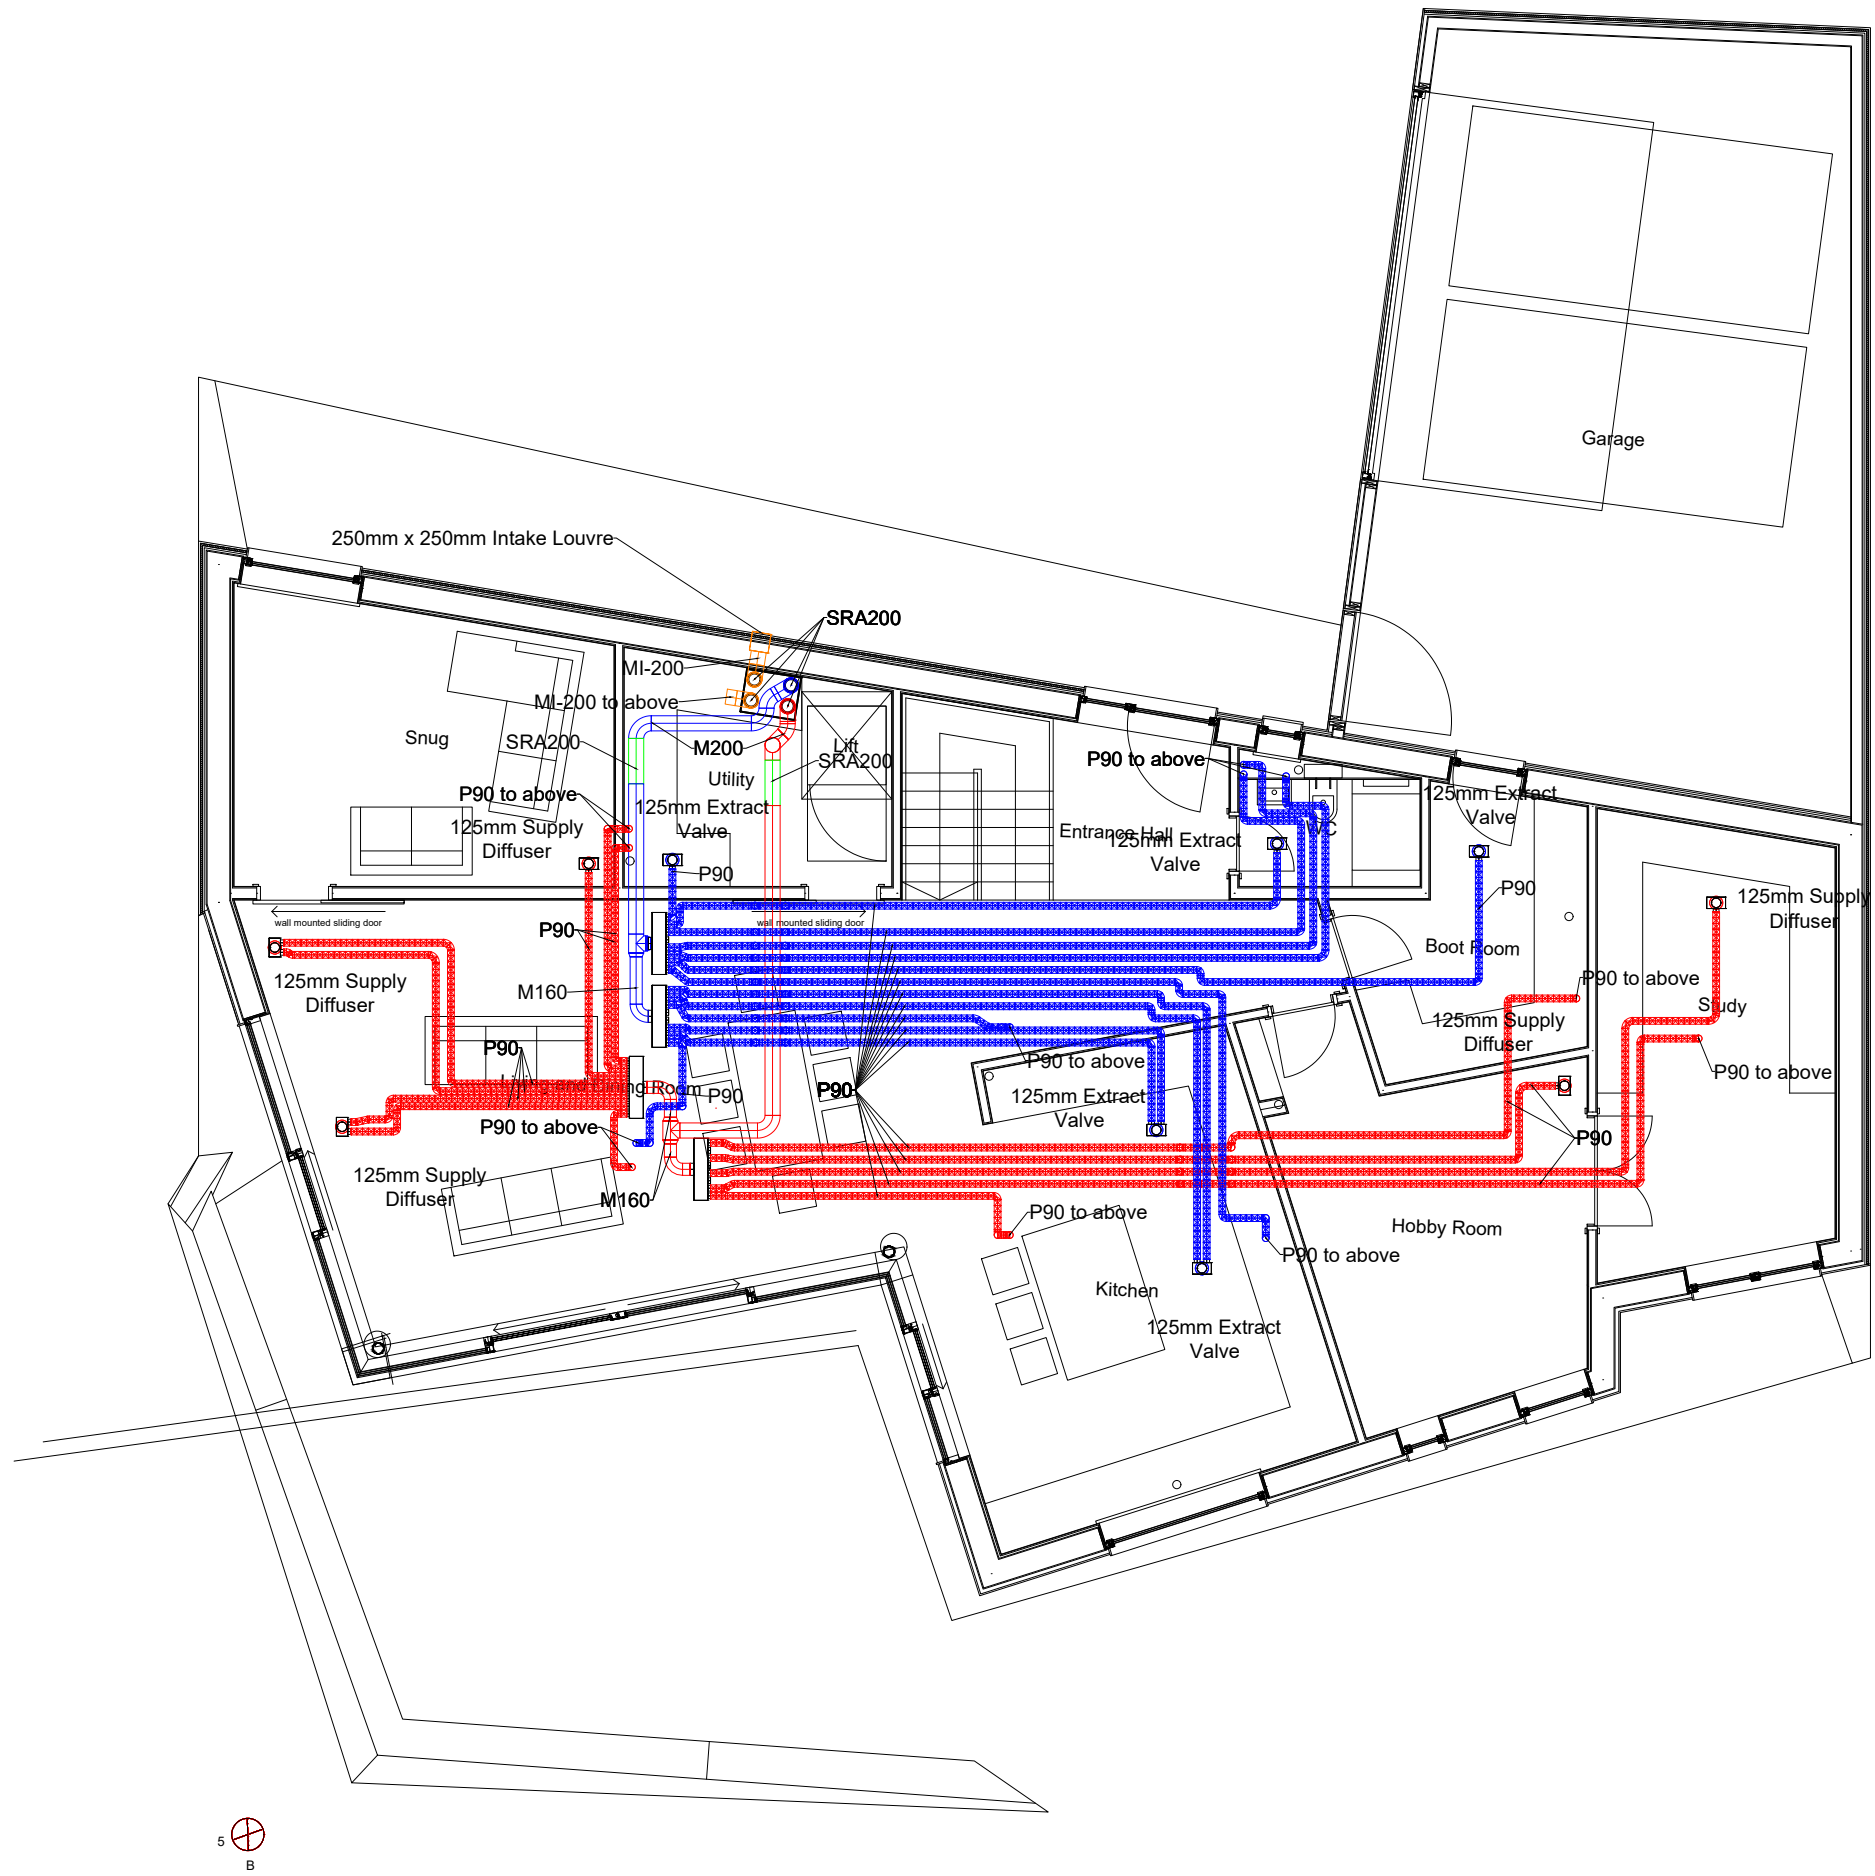 Garage
250mm x 250mm Intake Louvre
SRA200
MI-200
MI-200 to above
Snug
SRA200
M200
Lift
SRA200
Utility
P90 to above
P90 to above
125mm Supply
Diffuser
125mm Extract
Valve
Entrance Hall
125mm Extract
Valve
WC
125mm Extract
Valve
P90
P90
125mm Supply
Diffuser
wall mounted sliding door
wall mounted sliding door
P90
Boot Room
125mm Supply
Diffuser
M160
P90 to above
Study
125mm Supply
Diffuser
P90
Living and Dining Room
P90
P90
P90 to above
125mm Extract
Valve
P90 to above
P90 to above
P90
125mm Supply
Diffuser
M160
P90 to above
Hobby Room
P90 to above
Kitchen
125mm Extract
Valve
5
B